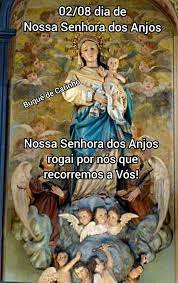 02/08 dia de
Nossa Senhora dos Anjos
Buquê de Carinho
Nossa Senhora dos Anjos
rogai por nós que
recorremos a Vós!